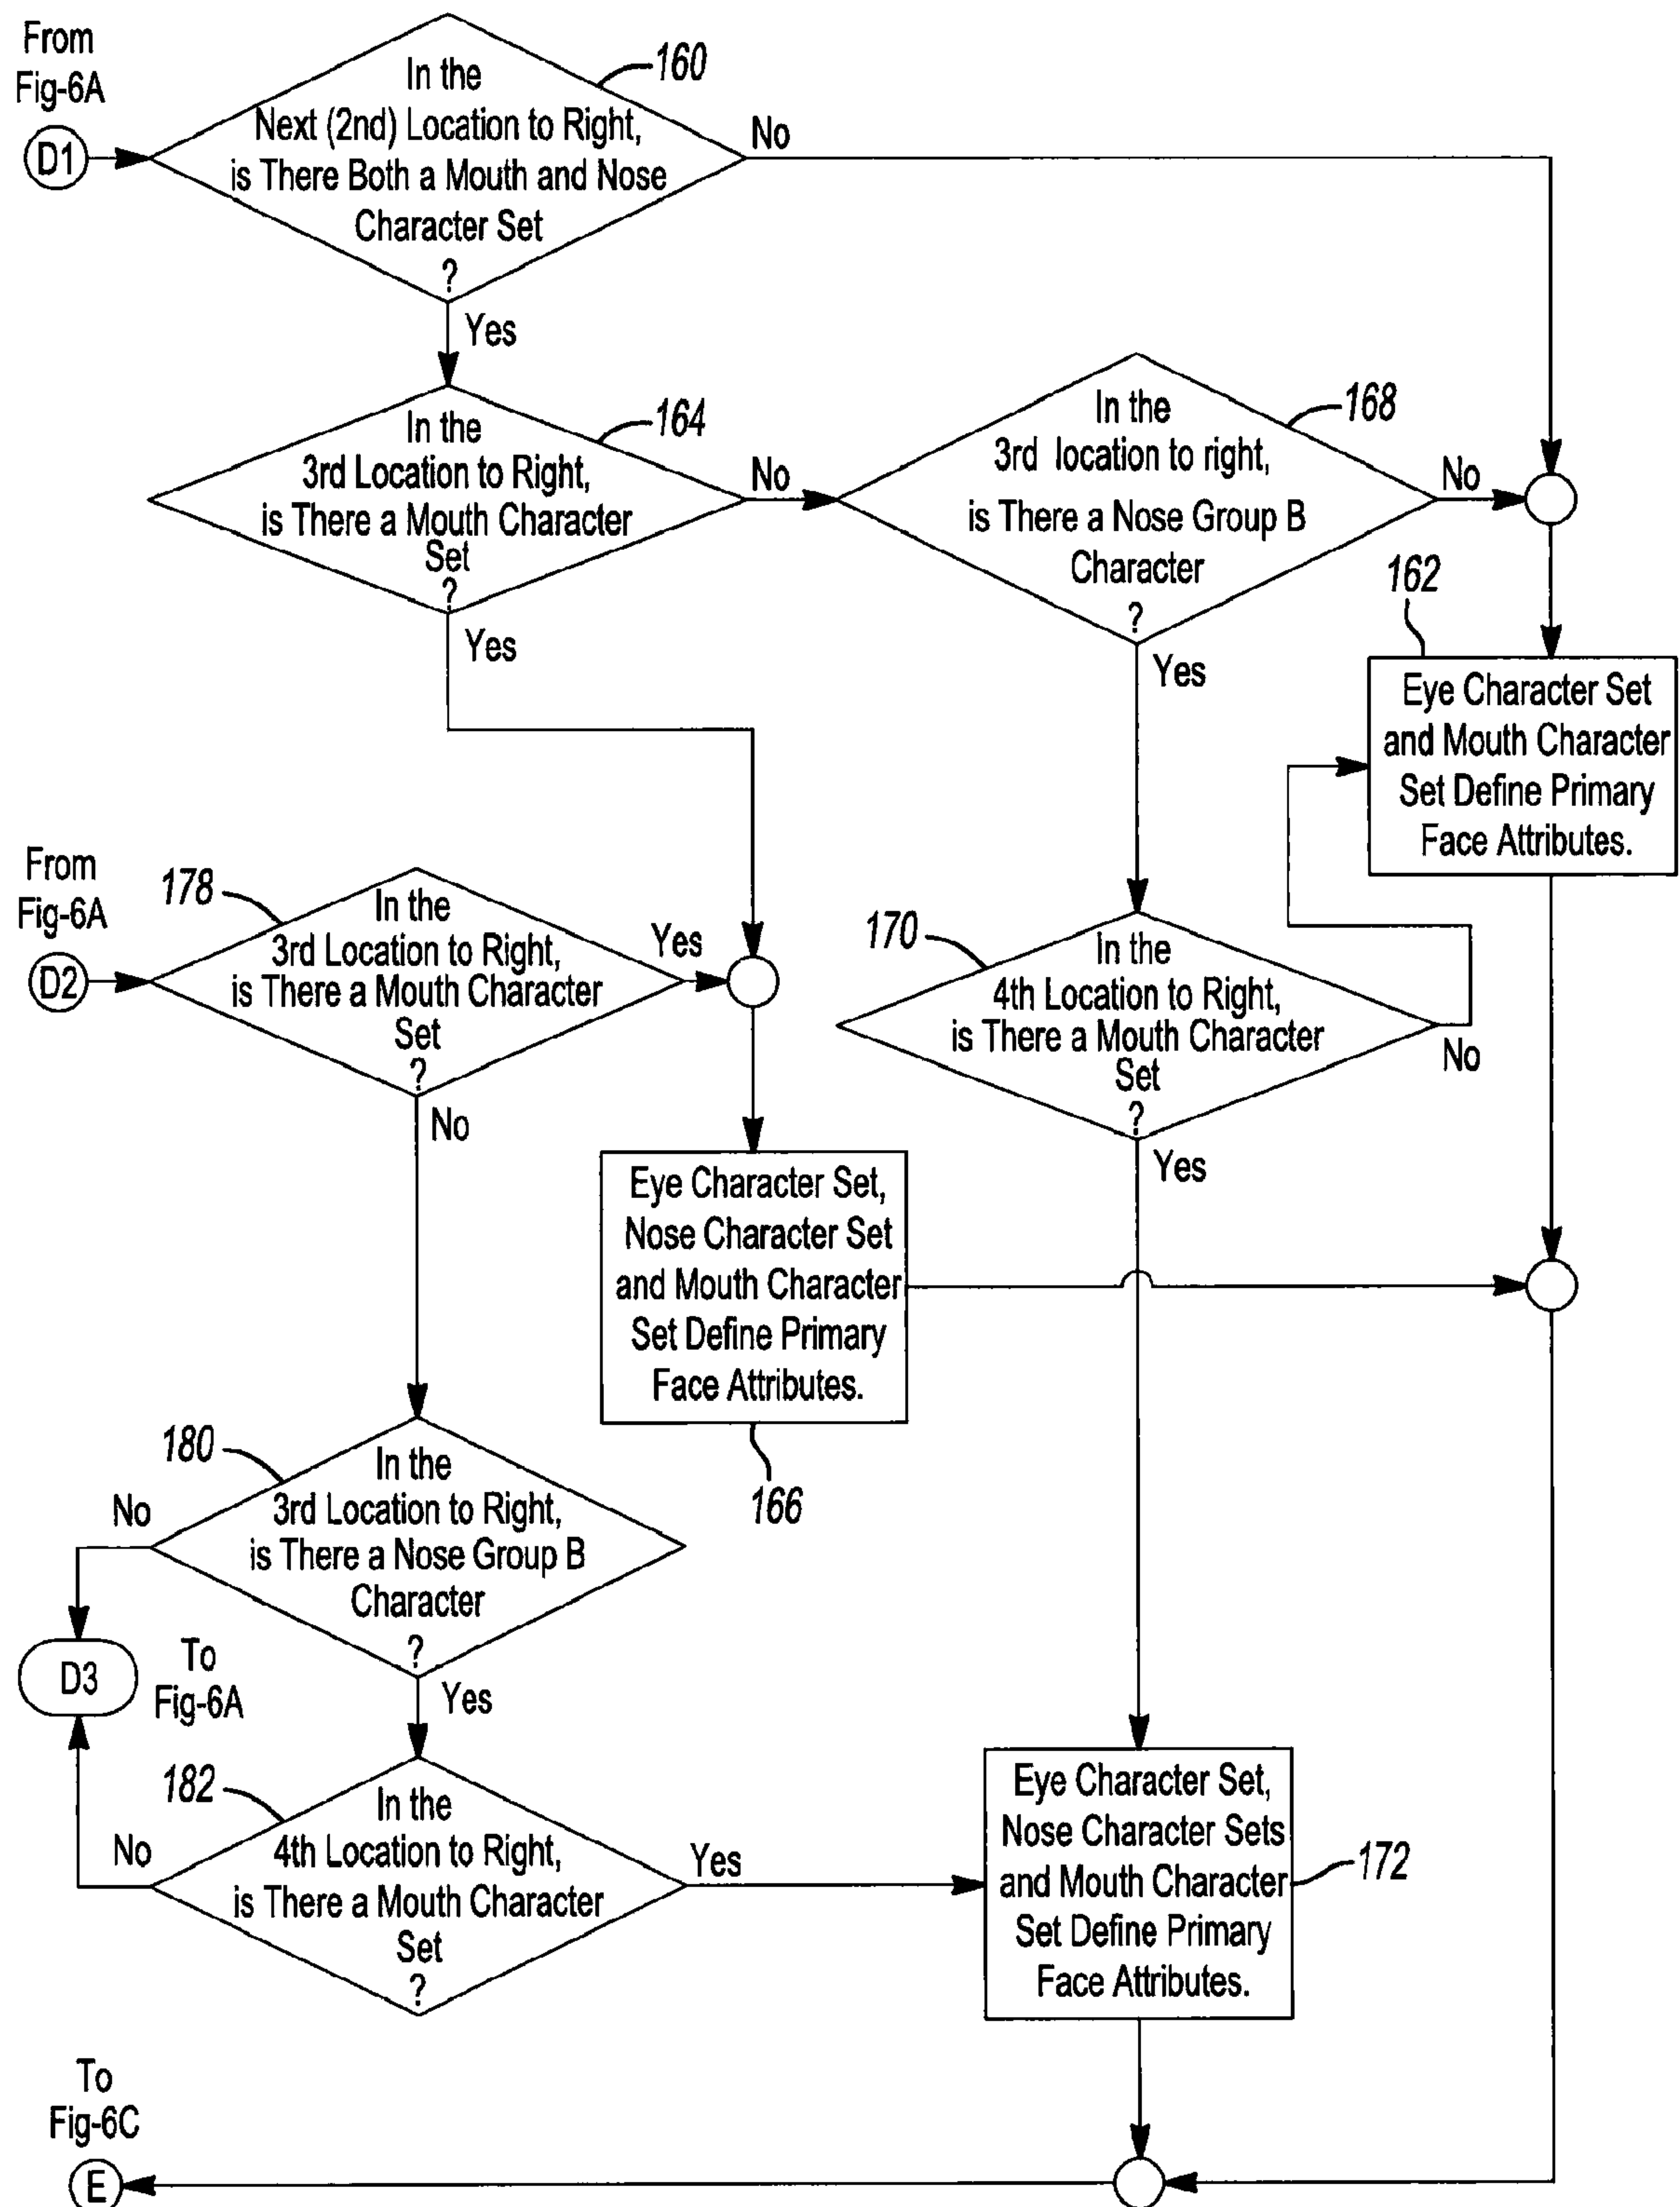 From
Fig-6A
D1
In the
Next (2nd) Location to Right,
is There Both a Mouth and Nose
Character Set
?
160
No
Yes
In the
3rd Location to Right,
is There a Mouth Character
Set
?
164
No
Yes
In the
3rd location to right,
is There a Nose Group B
Character
?
168
No
Yes
162
Eye Character Set
and Mouth Character
Set Define Primary
Face Attributes.
From
Fig-6A
D2
178
In the
3rd Location to Right,
is There a Mouth Character
Set
?
Yes
No
170
In the
4th Location to Right,
is There a Mouth Character
Set
?
No
Yes
Eye Character Set,
Nose Character Set
and Mouth Character
Set Define Primary
Face Attributes.
166
180
In the
3rd Location to Right,
is There a Nose Group B
Character
?
No
Yes
D3
To
Fig-6A
182
In the
4th Location to Right,
is There a Mouth Character
Set
?
No
Yes
Eye Character Set,
Nose Character Sets
and Mouth Character
Set Define Primary
Face Attributes.
172
To
Fig-6C
E